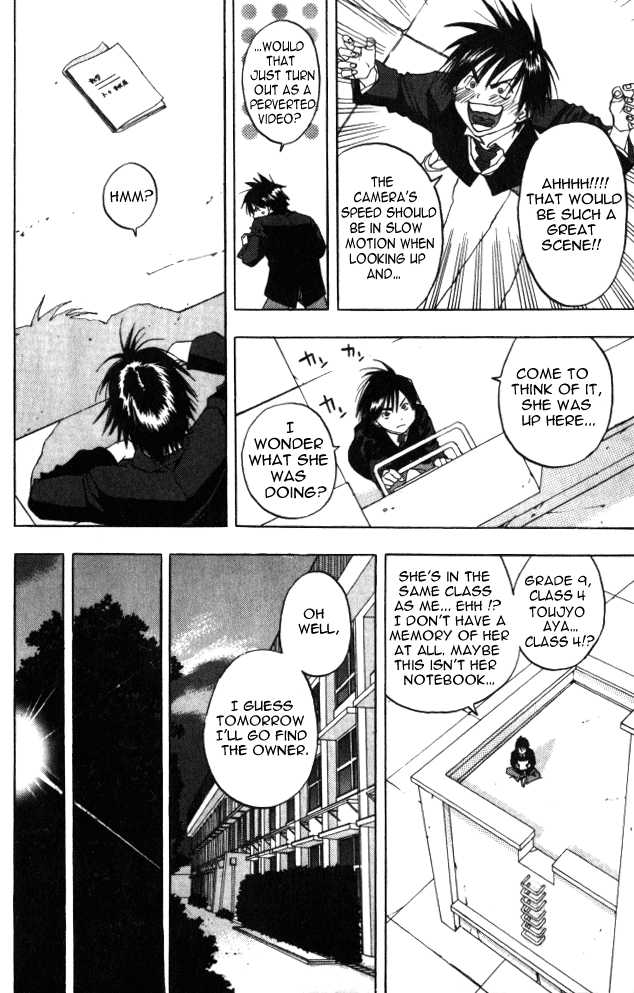 AHHHH!!!!
THAT WOULD
BE SUCH A
GREAT
SCENE!!
THE
CAMERA'S
SPEED SHOULD
BE IN SLOW
MOTION WHEN
LOOKING UP
AND...
...WOULD
THAT
JUST TURN
OUT AS A
PERVERTED
VIDEO?
COME TO
THINK OF IT,
SHE WAS
UP HERE...
カン
カン
I
WONDER
WHAT SHE
WAS
DOING?
HMM?
GRADE 9,
CLASS 4
TOUJYO
AYA...
CLASS 4!?
SHE'S IN THE
SAME CLASS
AS ME... EHH !?
I DON'T HAVE A
MEMORY OF HER
AT ALL. MAYBE
THIS ISN'T HER
NOTEBOOK...
OH
WELL,
I GUESS
TOMORROW
I'LL GO FIND
THE OWNER.